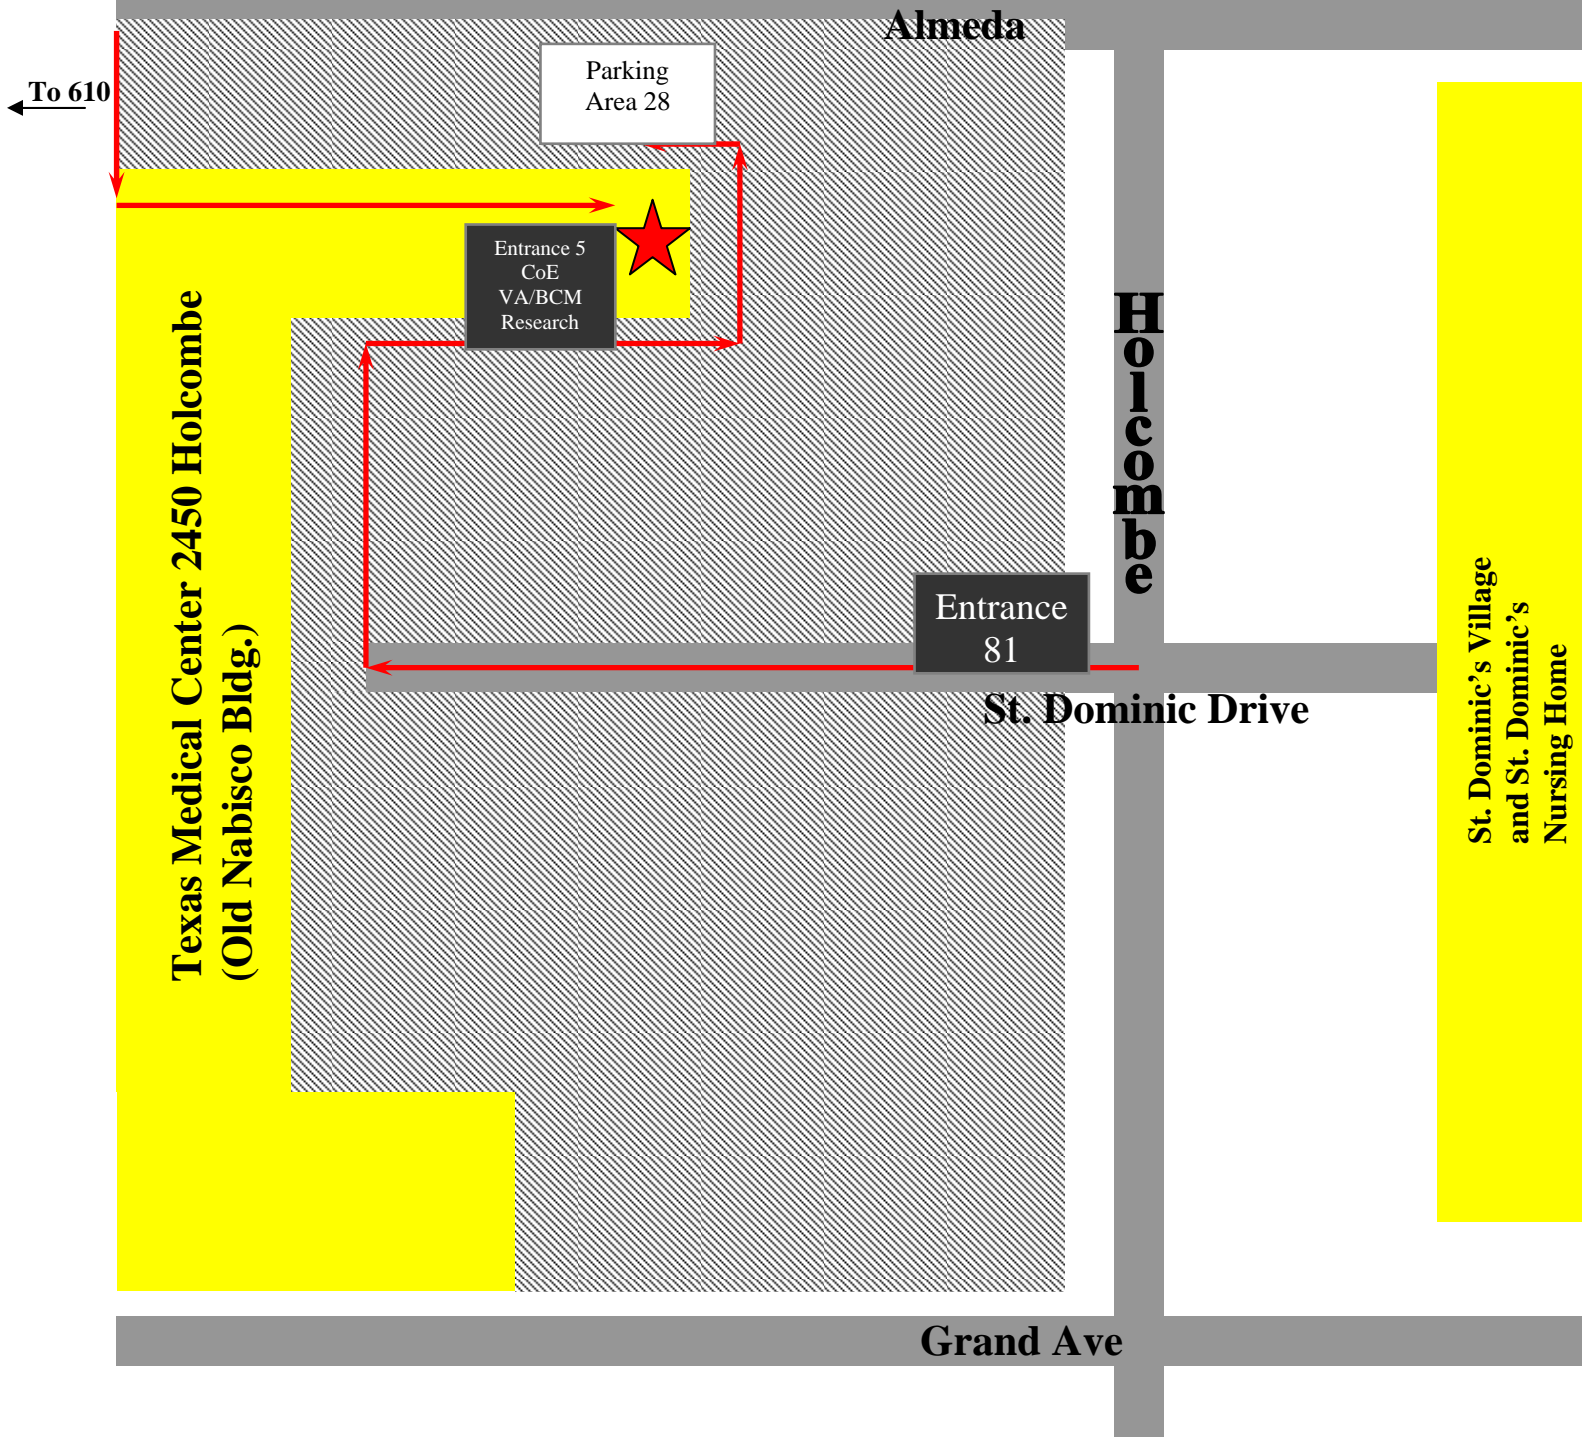 Almeda
Parking
Area 28
To 610
Entrance 5
CoE
VA/BCM
Research
Holcombe
Texas Medical Center 2450 Holcombe
(Old Nabisco Bldg.)
Entrance
81
St. Dominic Drive
St. Dominic’s Village
and St. Dominic’s
Nursing Home
Grand Ave